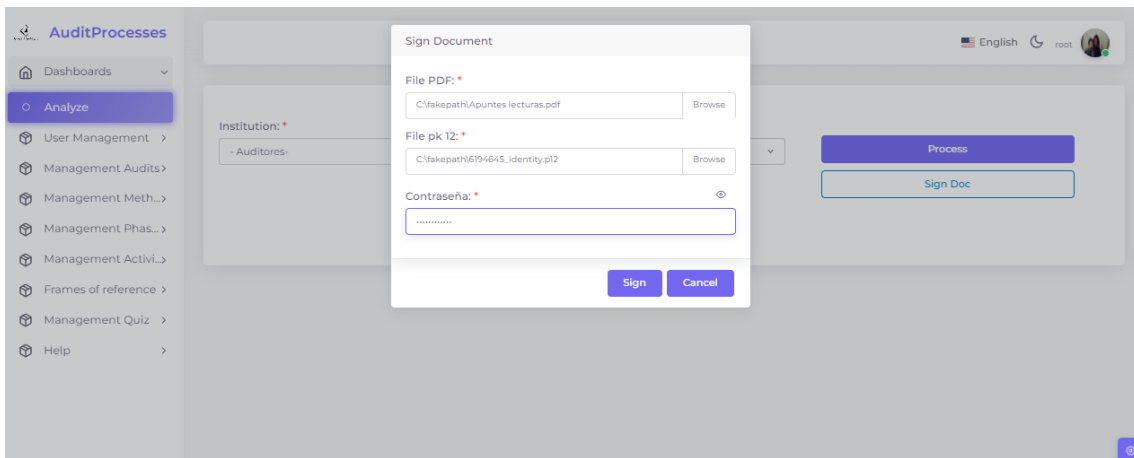 AuditProcesses
Dashboards
Analyze
User Management
Management Audits
Management Meth...
Management Phas...
Management Activi...
Frames of reference
Management Quiz
Help
English
root
Institution: *
- Auditores-
Process
Sign Doc
Sign Document
File PDF: *
C:\fakepath\Apuntes lecturas.pdf
Browse
File pk 12: *
C:\fakepath\6194645_identity.p12
Browse
Contraseña: *
............
Sign
Cancel